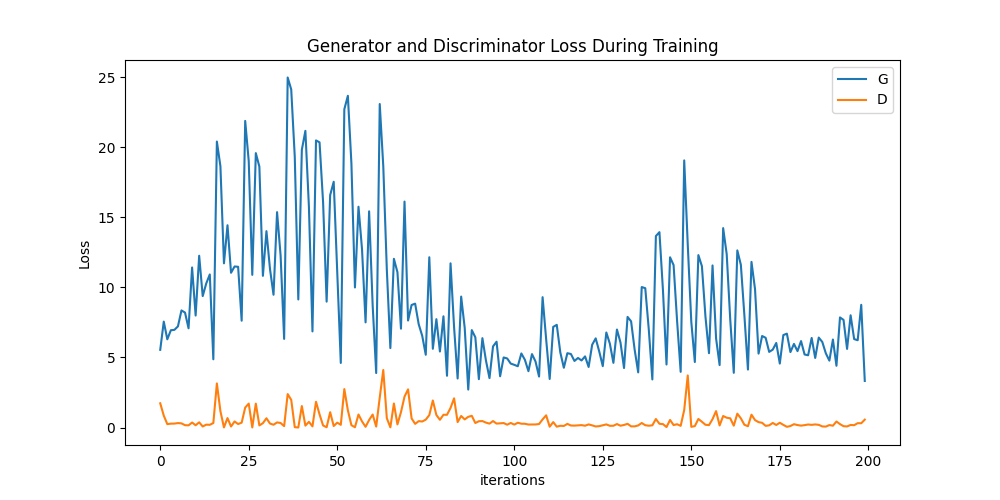 Generator and Discriminator Loss During Training
G
D
25
20
15
10
5
0
Loss
0 25 50 75 100 125 150 175 200
iterations